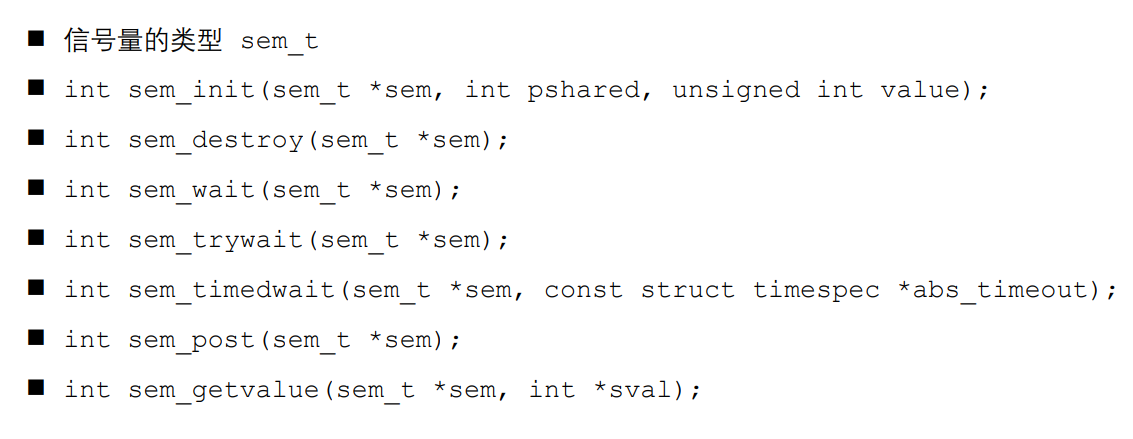 ■ 信号量的类型 sem_t
■ int sem_init(sem_t *sem, int pshared, unsigned int value);
■ int sem_destroy(sem_t *sem);
■ int sem_wait(sem_t *sem);
■ int sem_trywait(sem_t *sem);
■ int sem_timedwait(sem_t *sem, const struct timespec *abs_timeout);
■ int sem_post(sem_t *sem);
■ int sem_getvalue(sem_t *sem, int *sval);